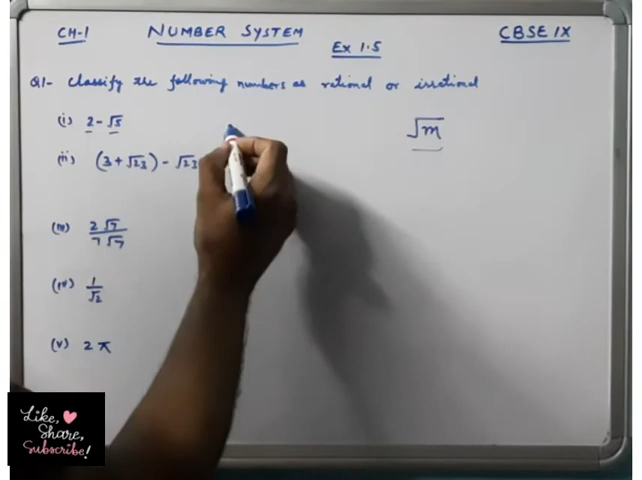 CH-1 NUMBER SYSTEM CBSE IX
Ex 1.5
Q1- Classify the following numbers as rational or irrational
(i) 2 - √5
√m
(ii) (3 + √23) - √23
(iii) 2√7 / 7√7
(iv) 1/√2
(v) 2π
Like,
Share,
Subscribe!